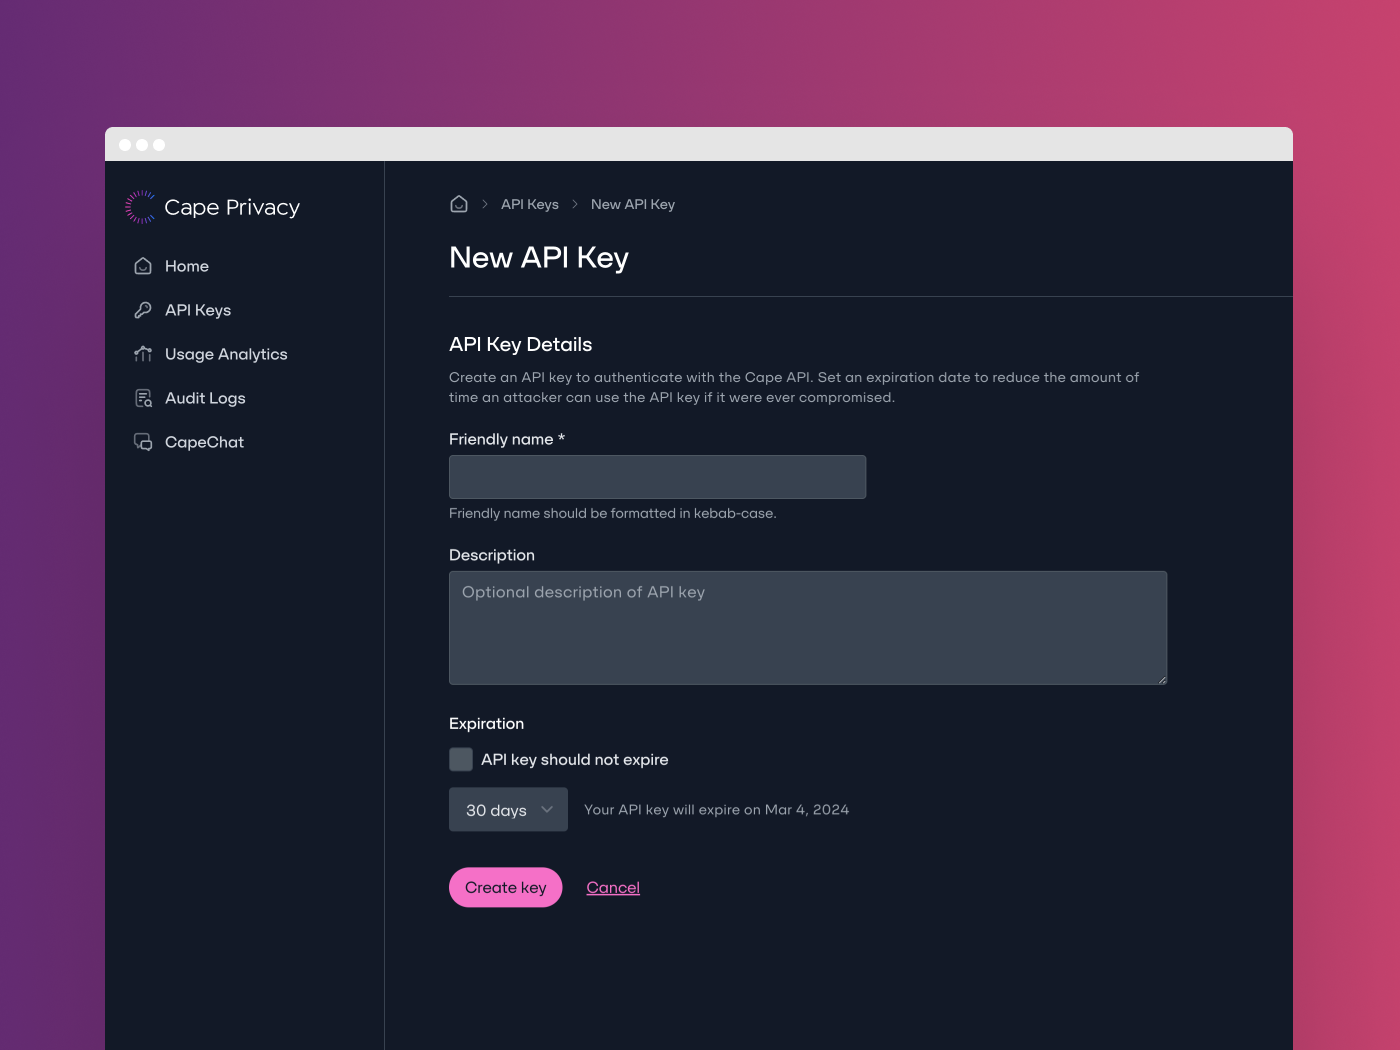 Cape Privacy
Home
API Keys
Usage Analytics
Audit Logs
CapeChat
API Keys
New API Key
New API Key
API Key Details
Create an API key to authenticate with the Cape API. Set an expiration date to reduce the amount of
time an attacker can use the API key if it were ever compromised.
Friendly name *
Friendly name should be formatted in kebab-case.
Description
Optional description of API key
Expiration
API key should not expire
30 days
Your API key will expire on Mar 4, 2024
Create key
Cancel